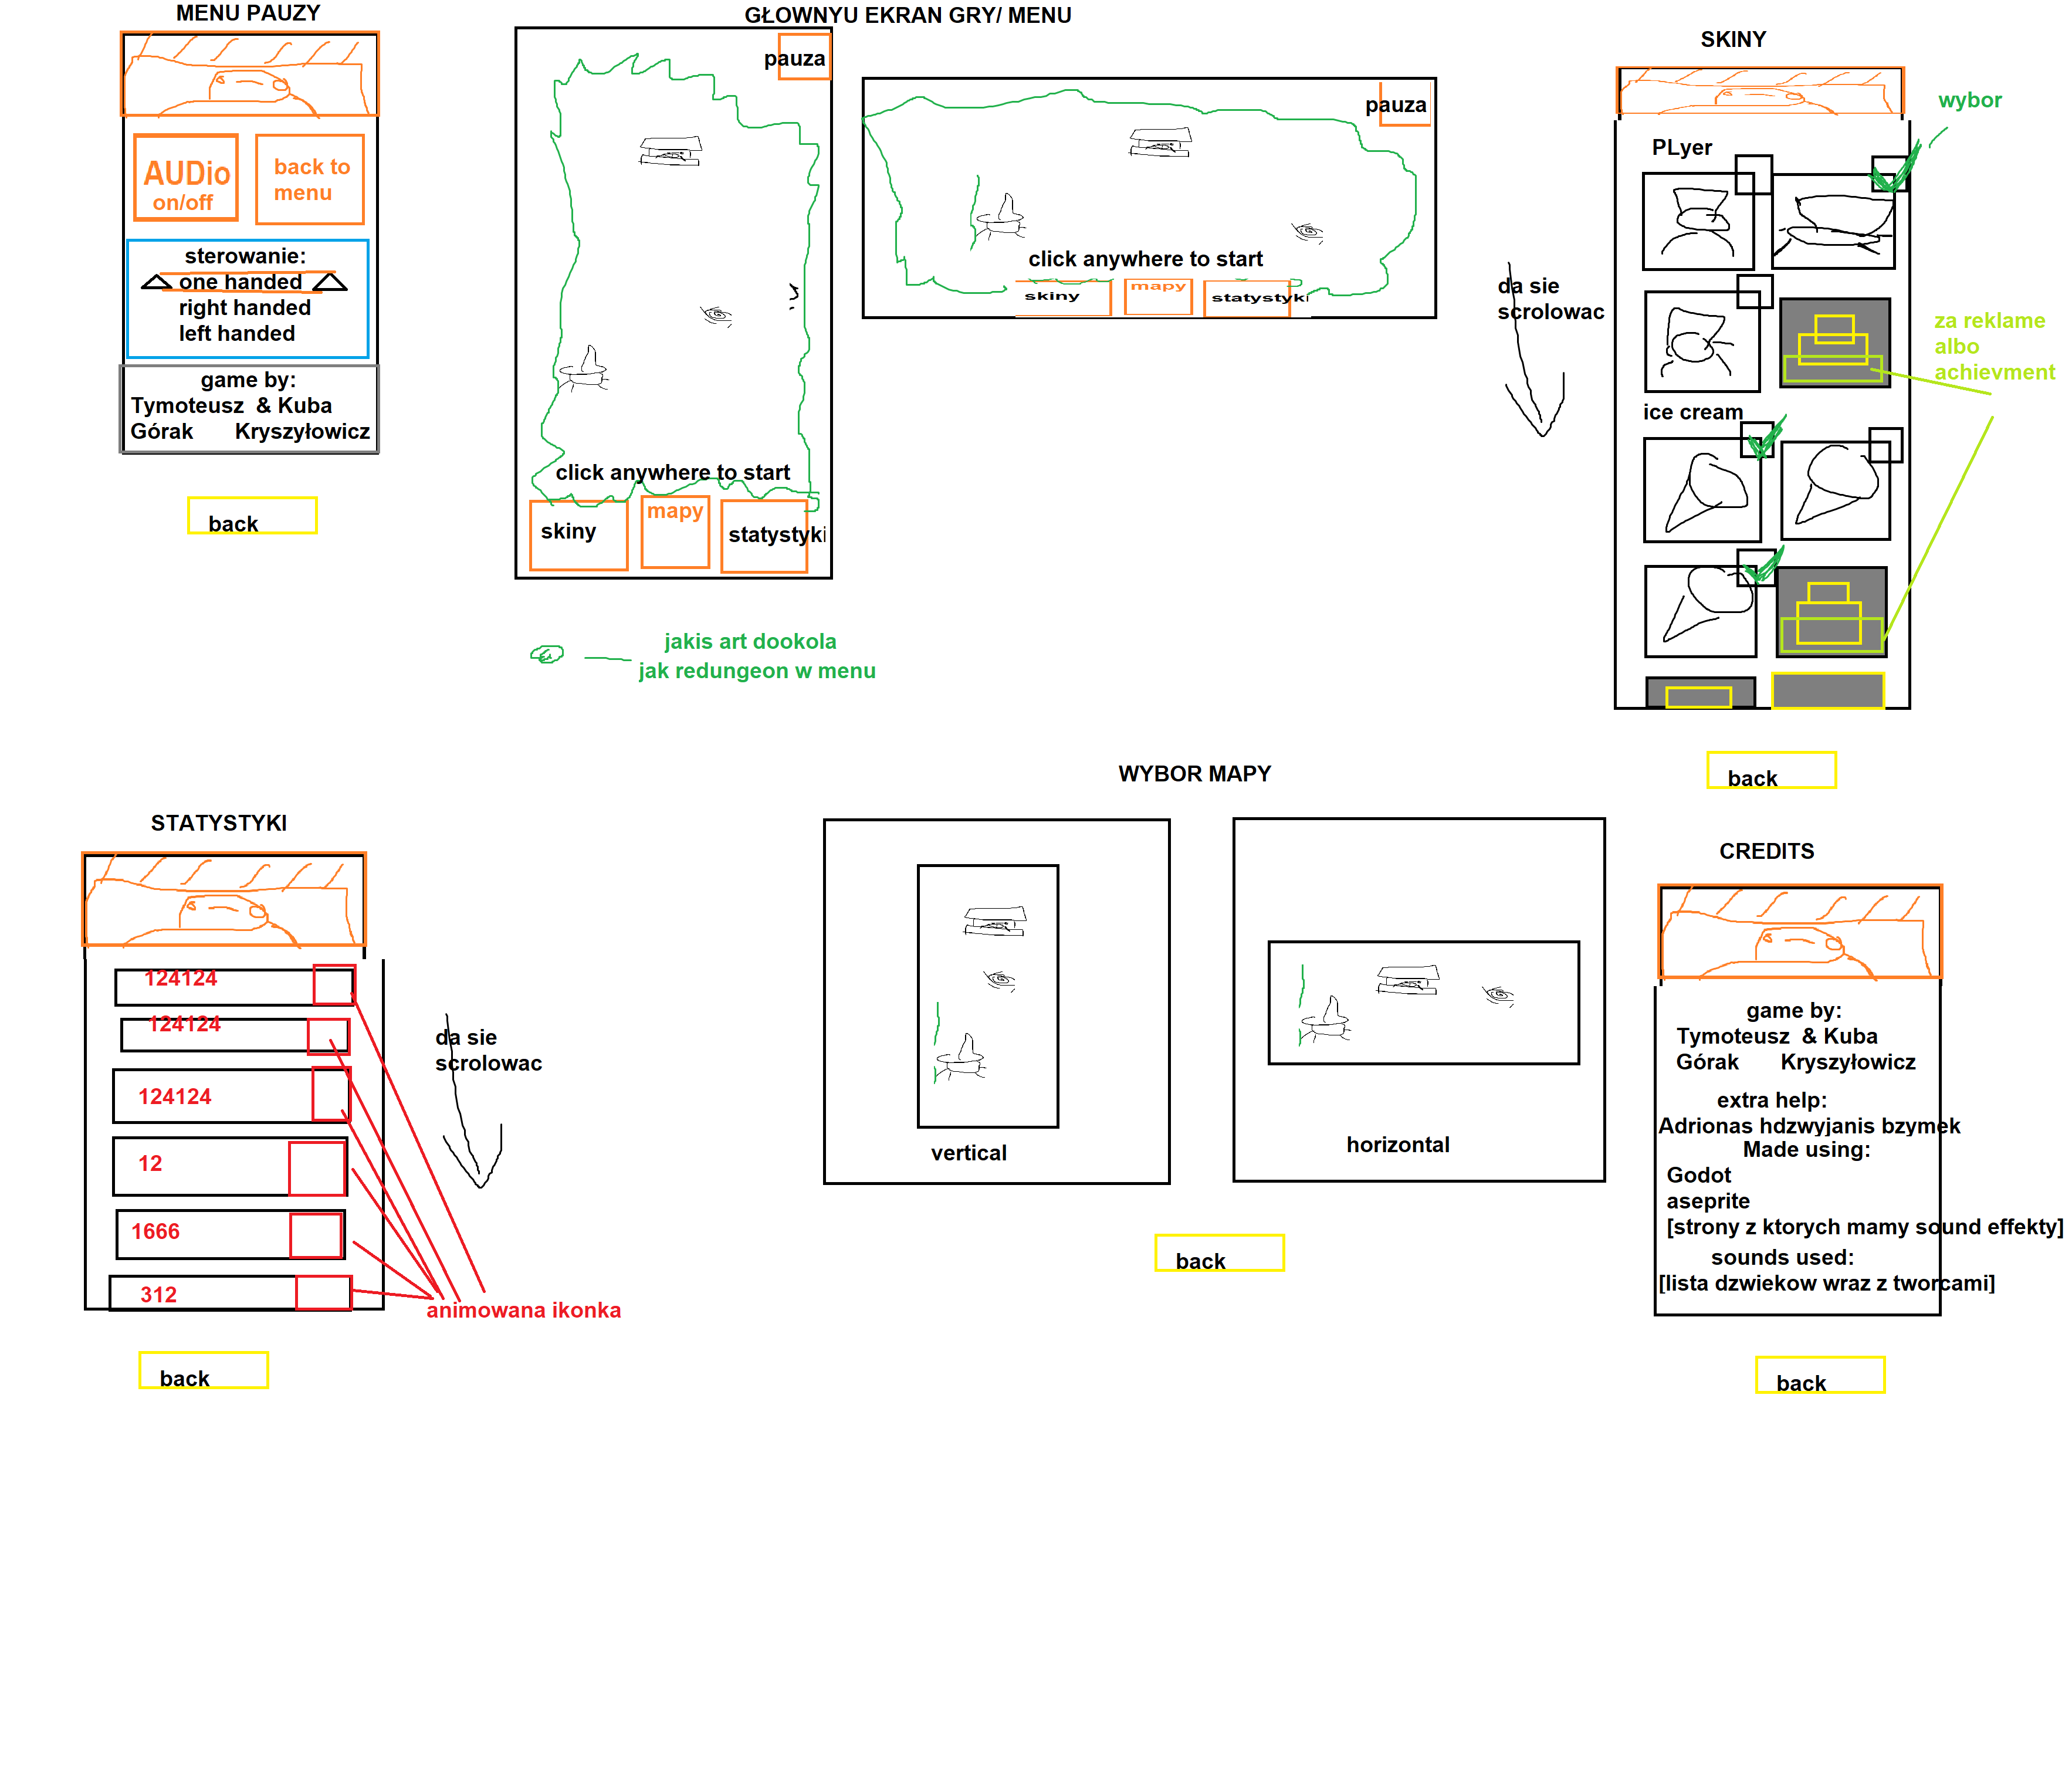 MENU PAUZY
AUDio
on/off
back to
menu
sterowanie:
one handed
right handed
left handed
game by:
Tymoteusz & Kuba
Górak Kryszyłowicz
back
GŁOWNYU EKRAN GRY/ MENU
pauza
click anywhere to start
skiny
mapy
statystyki
pauza
click anywhere to start
skiny
mapy
statystyki
jakis art dookola
jak redungeon w menu
SKINY
wybor
PLyer
da sie
scrolowac
za reklame
albo
achievment
ice cream
back
STATYSTYKI
124124
124124
124124
12
1666
312
da sie
scrolowac
animowana ikonka
back
WYBOR MAPY
vertical
horizontal
back
CREDITS
game by:
Tymoteusz & Kuba
Górak Kryszyłowicz
extra help:
Adrionas hdzwyjanis bzymek
Made using:
Godot
aseprite
[strony z ktorych mamy sound effekty]
sounds used:
[lista dzwiekow wraz z tworcami]
back